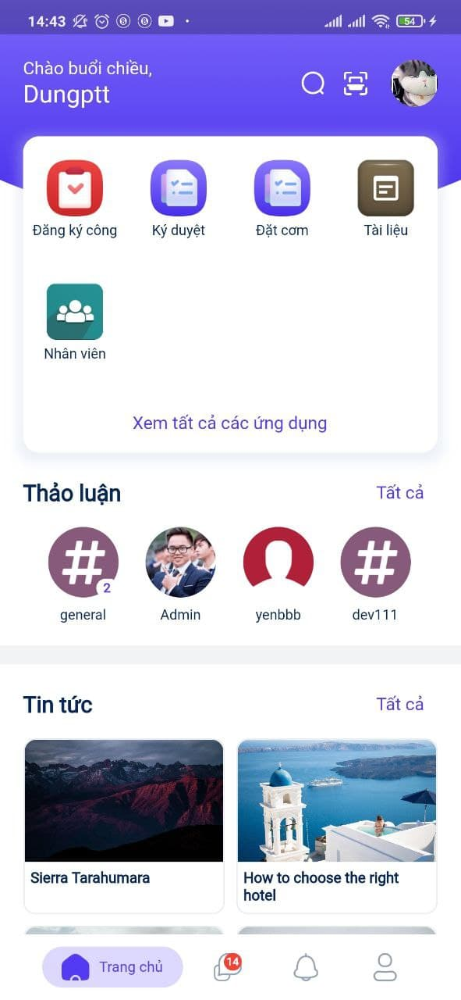 14:43
54
Chào buổi chiều,
Dungptt
Đăng ký công
Ký duyệt
Đặt cơm
Tài liệu
Nhân viên
Xem tất cả các ứng dụng
Thảo luận
Tất cả
2
general
Admin
yenbbb
dev111
Tin tức
Tất cả
Sierra Tarahumara
How to choose the right
hotel
Trang chủ
14